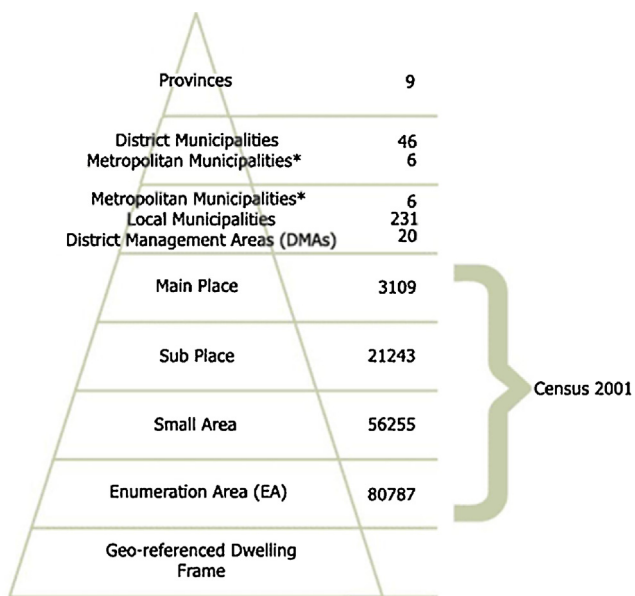 Provinces 9
District Municipalities 46
Metropolitan Municipalities* 6
Metropolitan Municipalities* 6
Local Municipalities 231
District Management Areas (DMAs) 20
Main Place 3109
Sub Place 21243
Census 2001
Small Area 56255
Enumeration Area (EA) 80787
Geo-referenced Dwelling
Frame